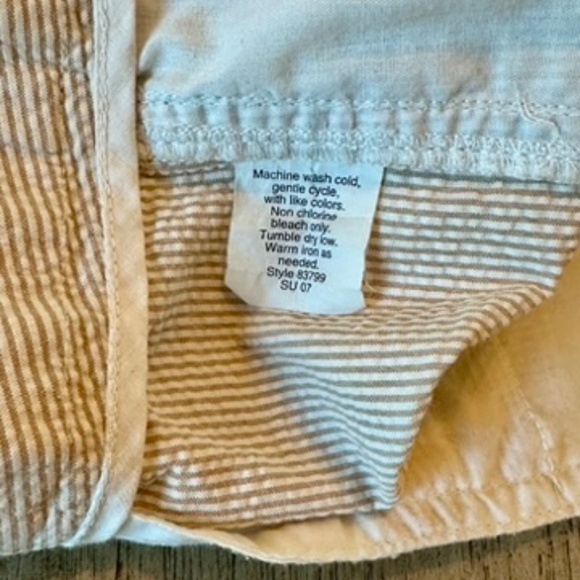 Machine wash cold,
gentle cycle,
with like colors.
Non chlorine
bleach only.
Tumble dry low.
Warm iron as
needed.
Style 83799
SU 07